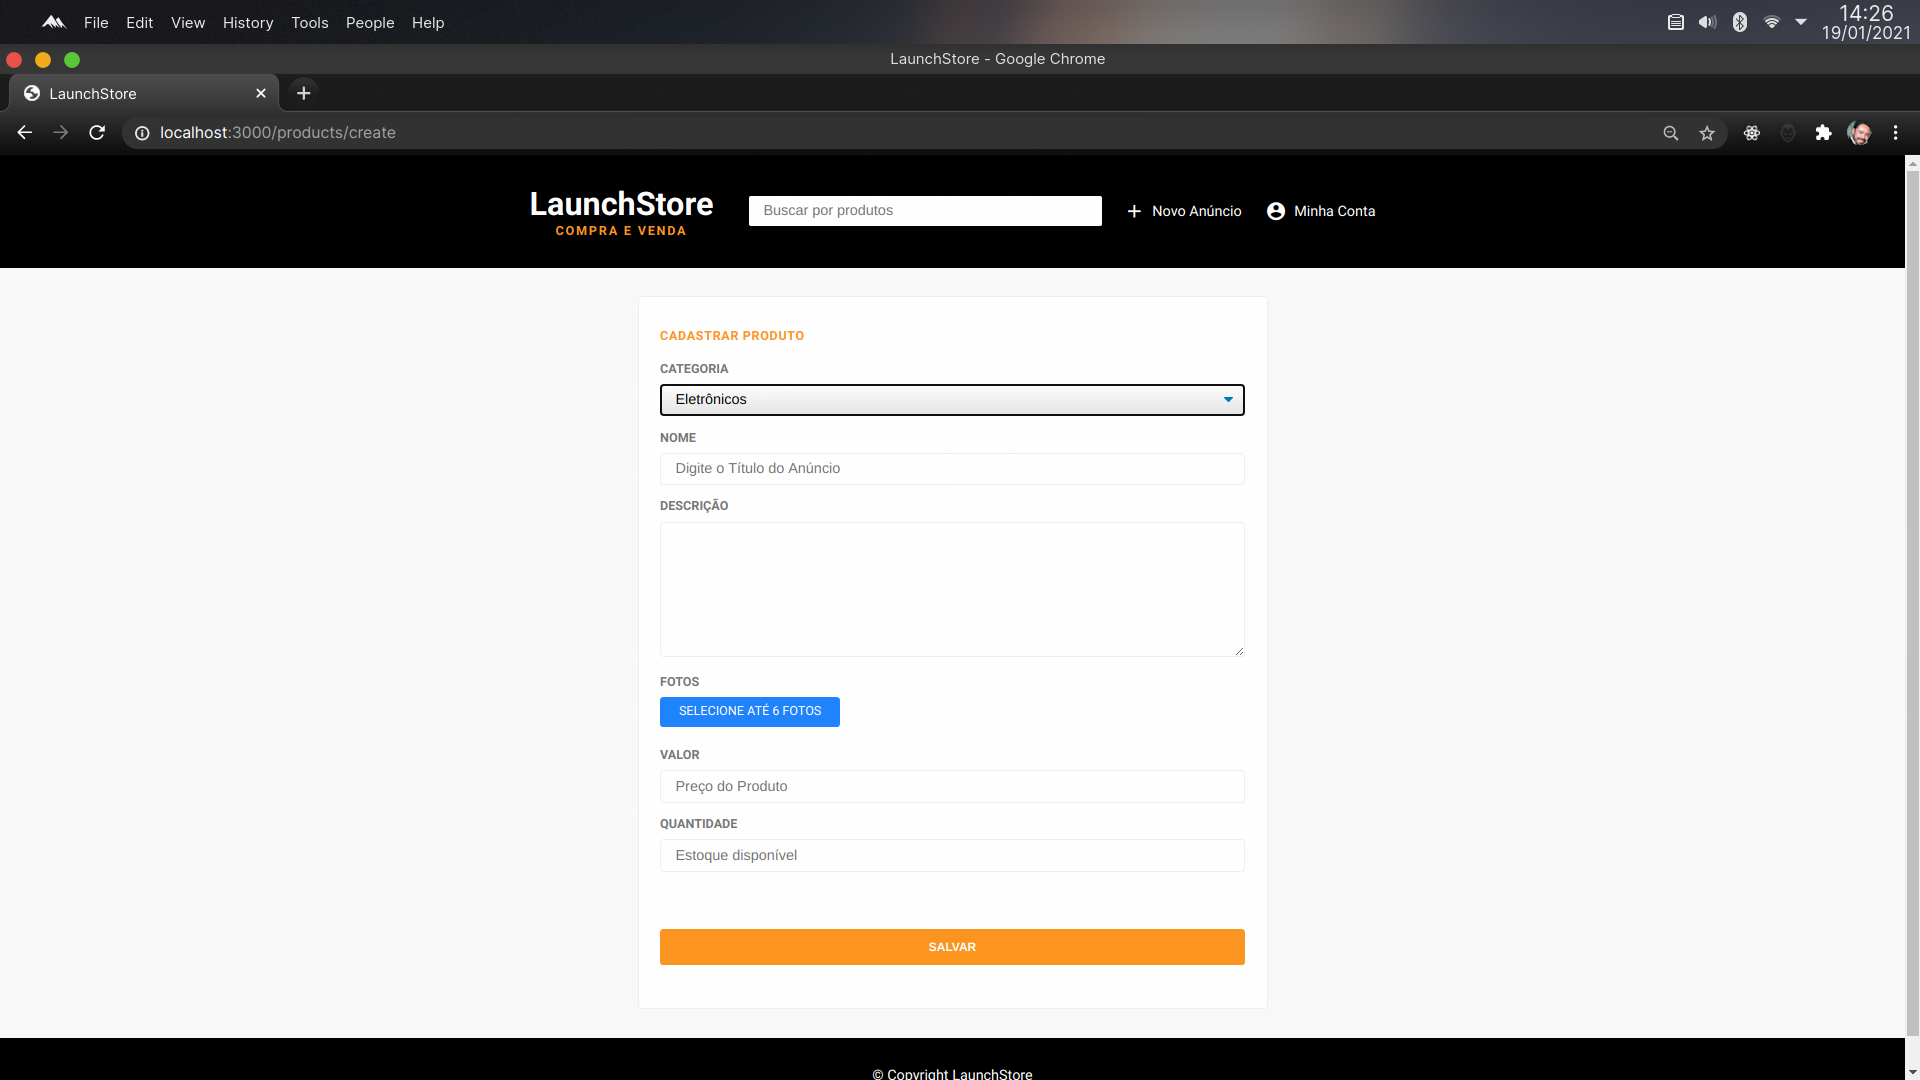 File Edit View History Tools People Help
14:26
19/01/2021
LaunchStore - Google Chrome
LaunchStore
localhost:3000/products/create
LaunchStore
COMPRA E VENDA
Buscar por produtos
Novo Anúncio
Minha Conta
CADASTRAR PRODUTO
CATEGORIA
Eletrônicos
NOME
Digite o Título do Anúncio
DESCRIÇÃO
FOTOS
SELECIONE ATÉ 6 FOTOS
VALOR
Preço do Produto
QUANTIDADE
Estoque disponível
SALVAR
© Copyright LaunchStore